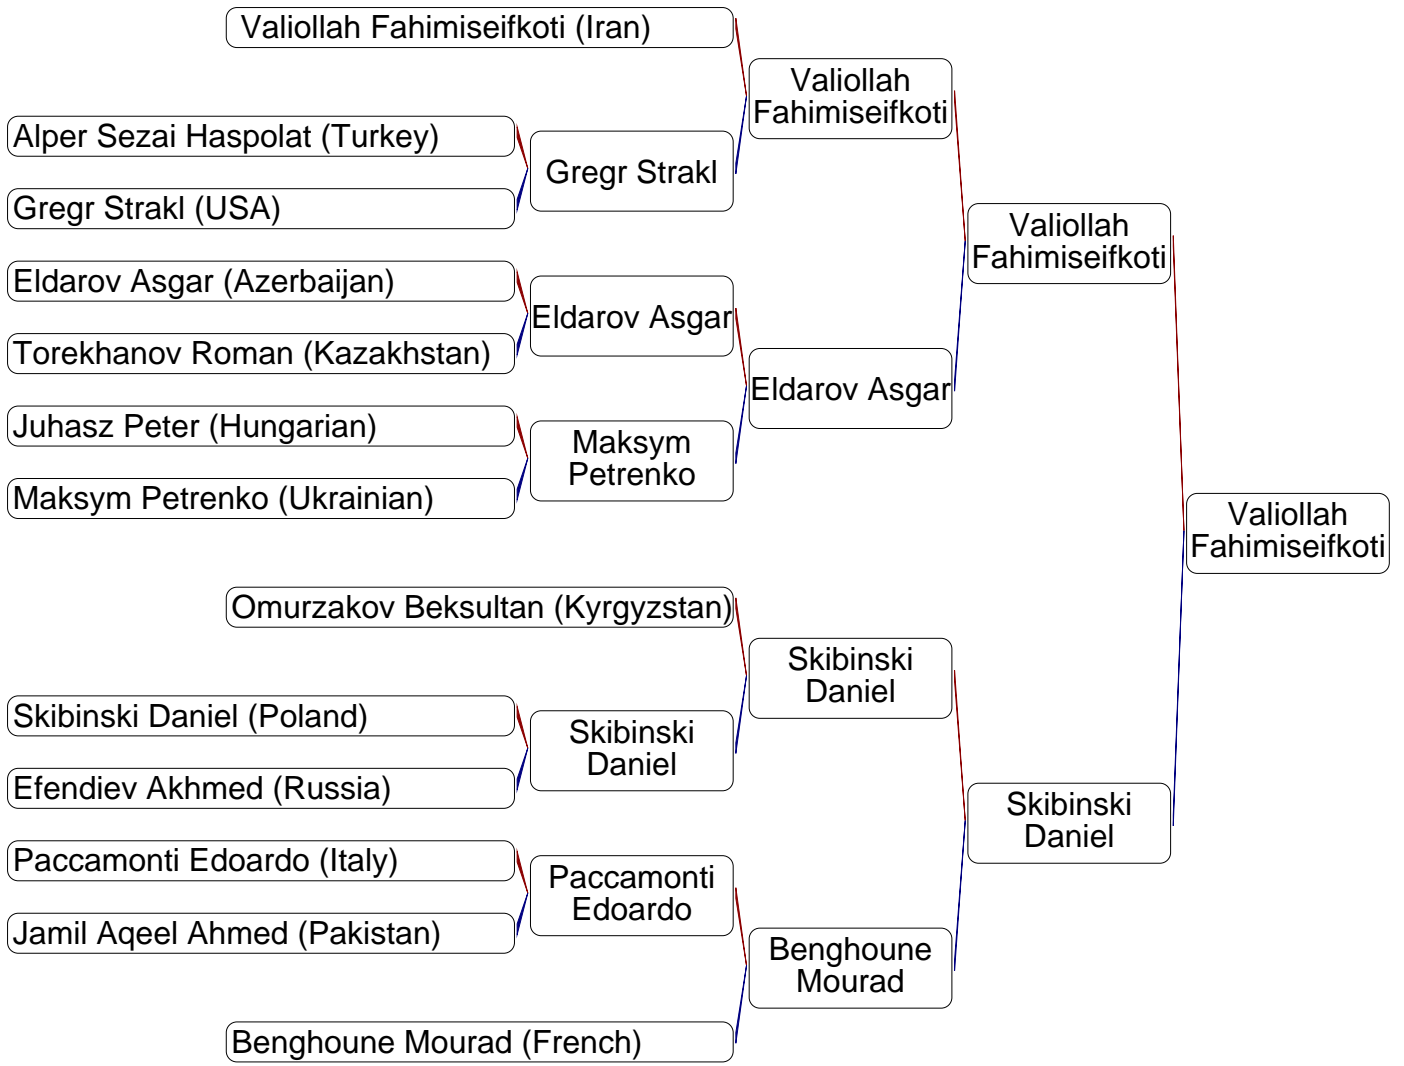 Valiollah Fahimiseifkoti (Iran)
Valiollah
Fahimiseifkoti
Alper Sezai Haspolat (Turkey)
Gregr Strakl
Gregr Strakl (USA)
Valiollah
Fahimiseifkoti
Eldarov Asgar (Azerbaijan)
Eldarov Asgar
Torekhanov Roman (Kazakhstan)
Eldarov Asgar
Juhasz Peter (Hungarian)
Maksym
Petrenko
Maksym Petrenko (Ukrainian)
Valiollah
Fahimiseifkoti
Omurzakov Beksultan (Kyrgyzstan)
Skibinski
Daniel
Skibinski Daniel (Poland)
Skibinski
Daniel
Efendiev Akhmed (Russia)
Skibinski
Daniel
Paccamonti Edoardo (Italy)
Paccamonti
Edoardo
Jamil Aqeel Ahmed (Pakistan)
Benghoune
Mourad
Benghoune Mourad (French)